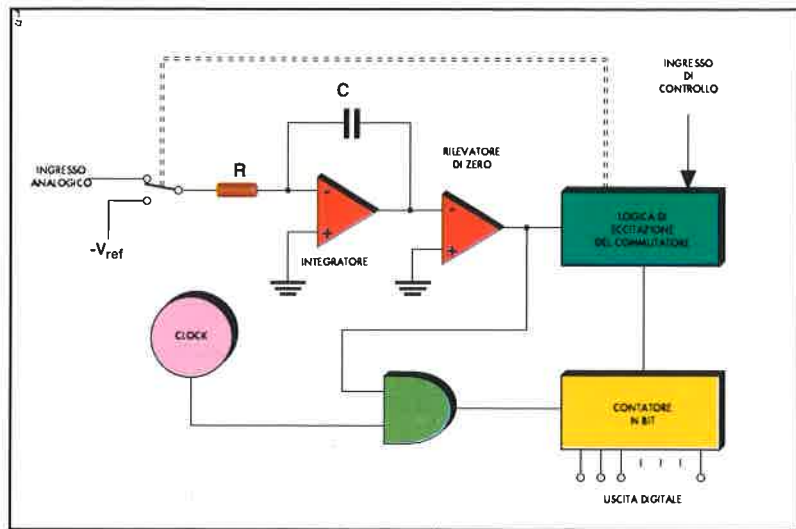 a
INGRESSO
DI
CONTROLLO
C
RILEVATORE
DI ZERO
INGRESSO
ANALOGICO
R
-
+
-
+
LOGICA DI
ECCITAZIONE
DEL COMMUTATORE
-Vref
INTEGRATORE
CLOCK
CONTATORE
IN BIT
USCITA DIGITALE